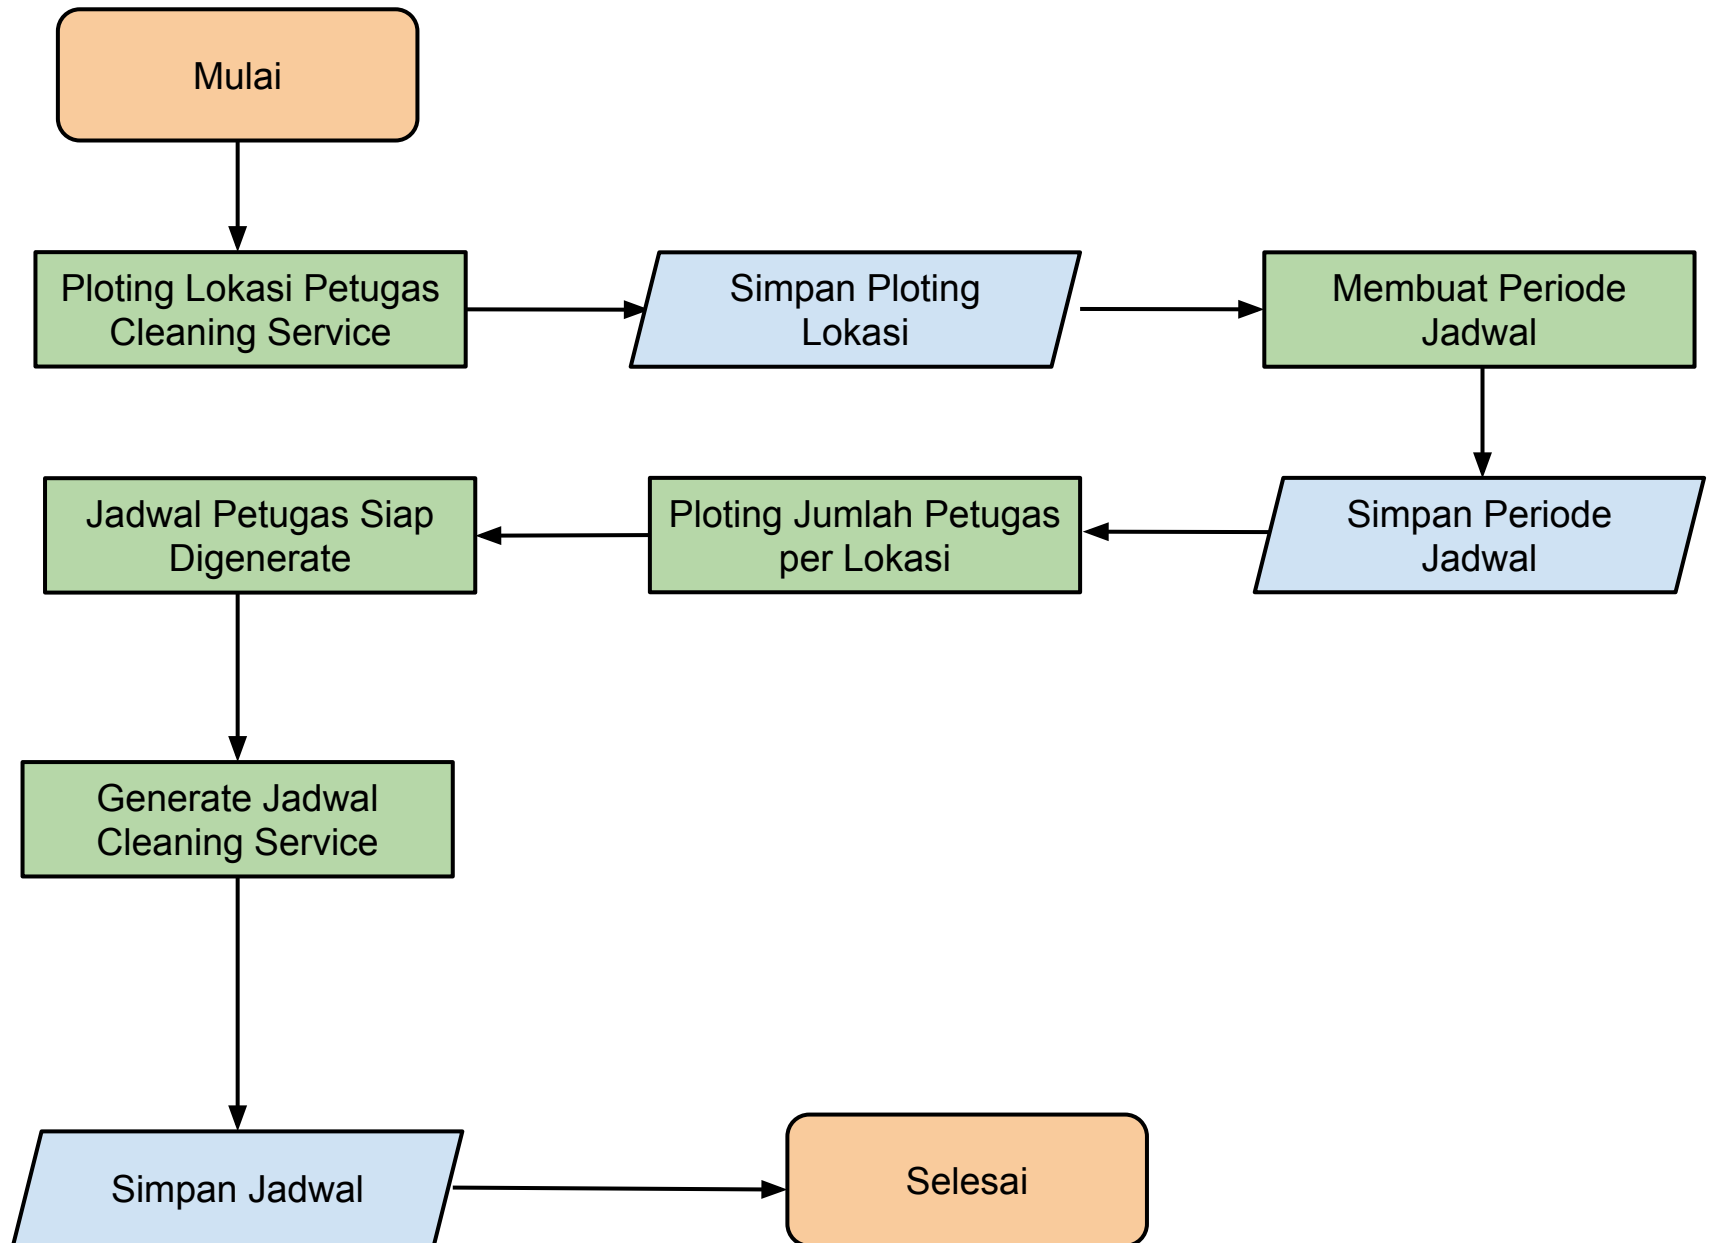 Mulai
Ploting Lokasi Petugas
Cleaning Service
Simpan Ploting
Lokasi
Membuat Periode
Jadwal
Simpan Periode
Jadwal
Ploting Jumlah Petugas
per Lokasi
Jadwal Petugas Siap
Digenerate
Generate Jadwal
Cleaning Service
Simpan Jadwal
Selesai